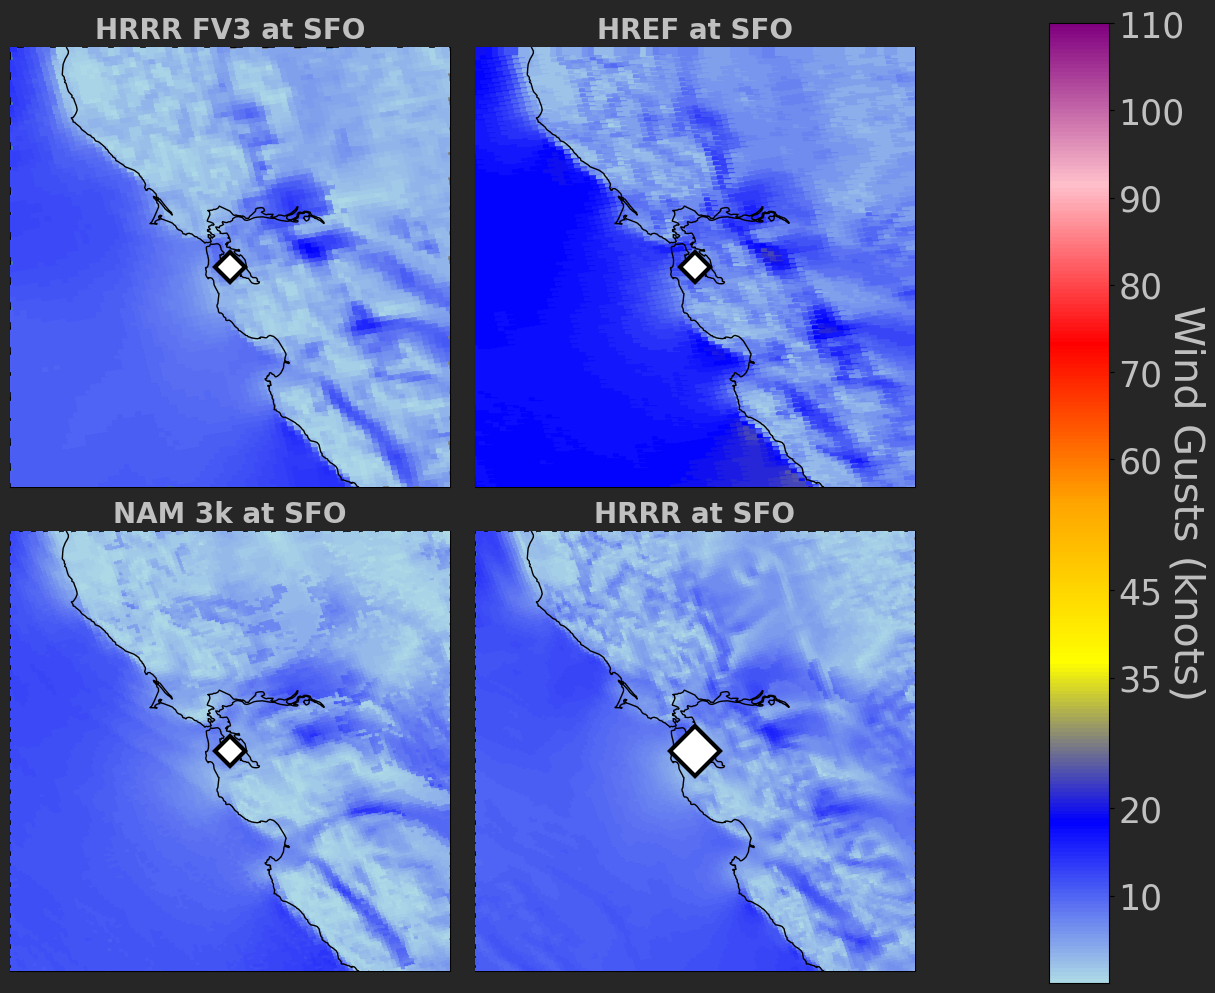 HRRR FV3 at SFO
HREF at SFO
NAM 3k at SFO
HRRR at SFO
110
100
90
80
70
60
45
35
20
10
Wind Gusts (knots)